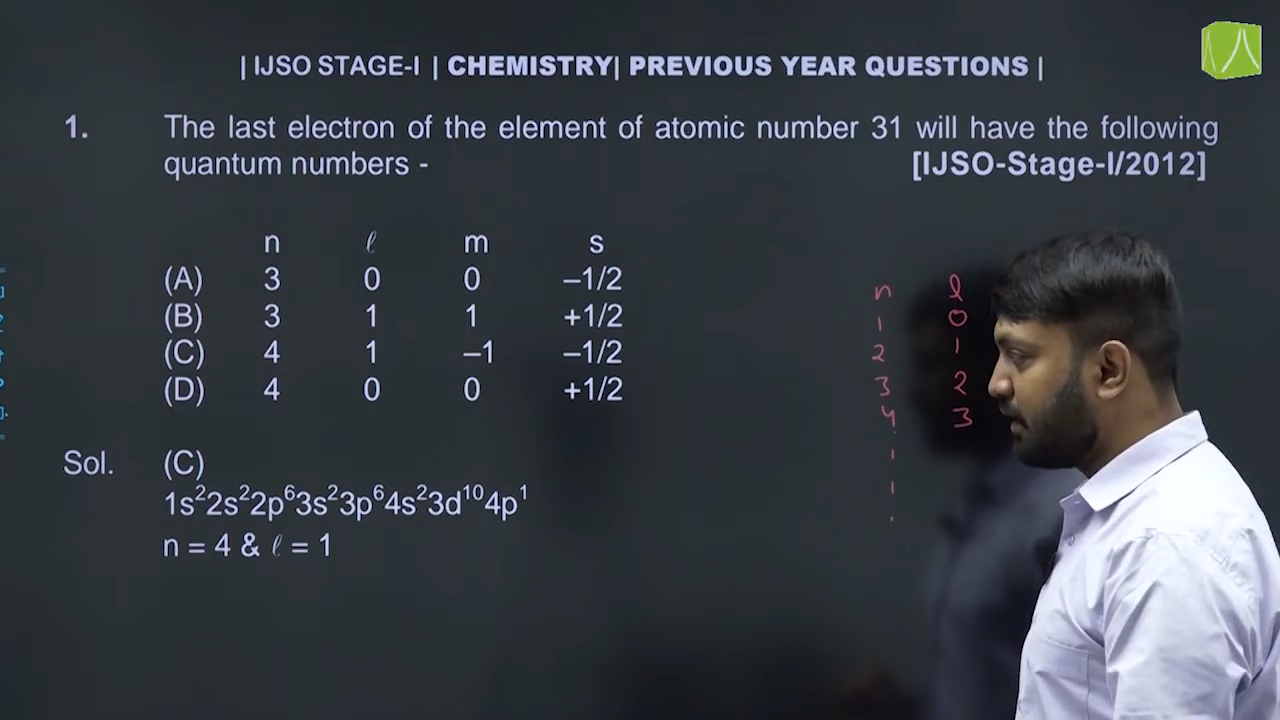 | IJSO STAGE-I | CHEMISTRY| PREVIOUS YEAR QUESTIONS |
1. The last electron of the element of atomic number 31 will have the following
quantum numbers - [IJSO-Stage-I/2012]
n ℓ m s
(A) 3 0 0 –1/2
(B) 3 1 1 +1/2
(C) 4 1 –1 –1/2
(D) 4 0 0 +1/2
Sol. (C)
1s²2s²2p⁶3s²3p⁶4s²3d¹⁰4p¹
n = 4 & ℓ = 1
n l
1 0
2 1
3 2
4 3